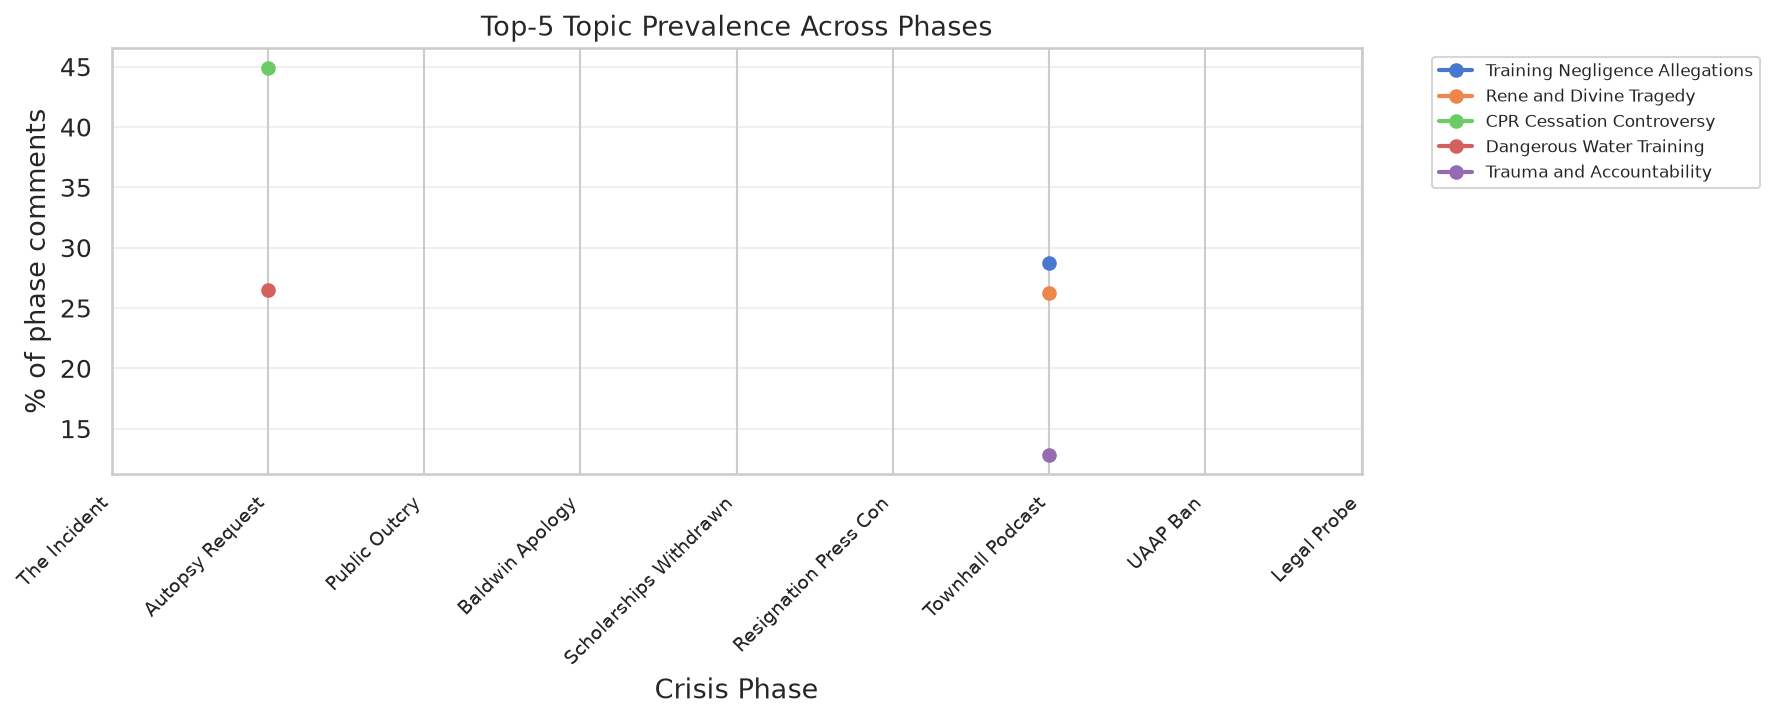 Top-5 Topic Prevalence Across Phases
% of phase comments
45
40
35
30
25
20
15
The Incident
Autopsy Request
Public Outcry
Baldwin Apology
Scholarships Withdrawn
Resignation Press Con
Townhall Podcast
UAAP Ban
Legal Probe
Crisis Phase
Training Negligence Allegations
Rene and Divine Tragedy
CPR Cessation Controversy
Dangerous Water Training
Trauma and Accountability